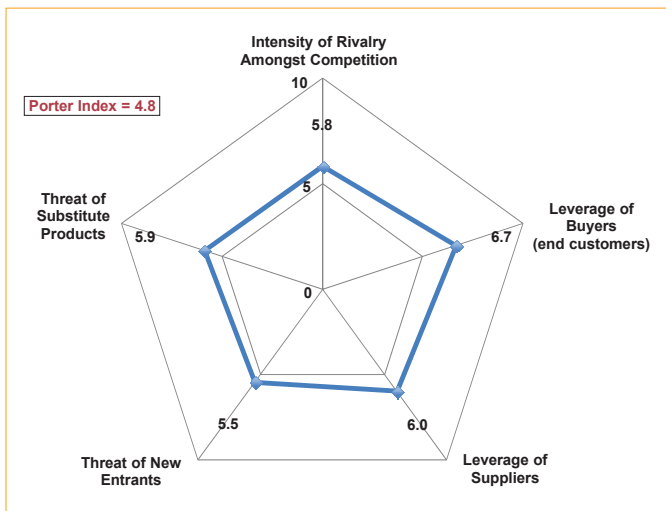 Intensity of Rivalry
Amongst Competition
10
Porter Index = 4.8
5.8
5
Threat of
Substitute
Products
5.9
Leverage of
Buyers
(end customers)
6.7
0
5.5
6.0
Threat of New
Entrants
Leverage of
Suppliers